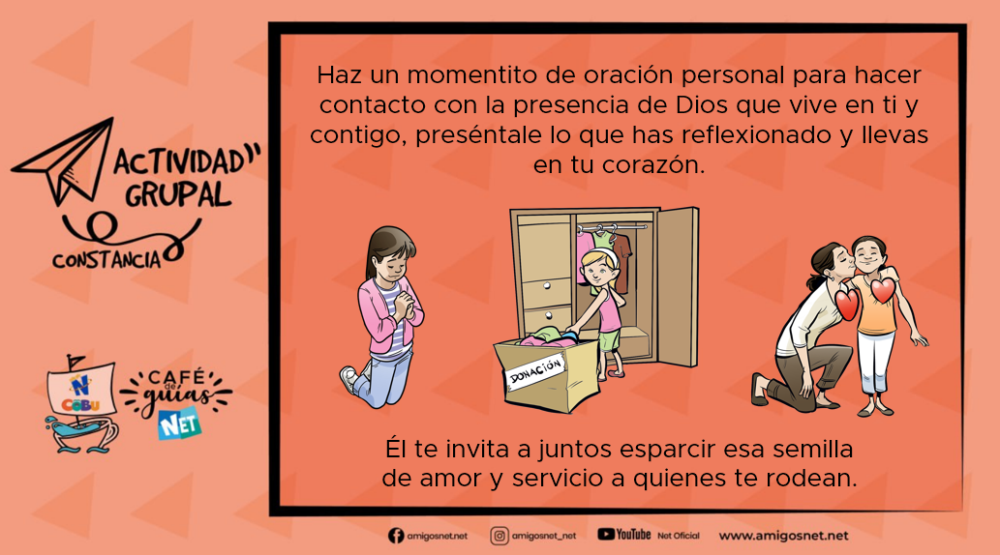 ACTIVIDAD
GRUPAL
CONSTANCIA
N
COBU
CAFÉ
de
guías
NET
Haz un momentito de oración personal para hacer
contacto con la presencia de Dios que vive en ti y
contigo, preséntale lo que has reflexionado y llevas
en tu corazón.
DONACIÓN
Él te invita a juntos esparcir esa semilla
de amor y servicio a quienes te rodean.
amigosnet.net
amigosnet_net
YouTube Net Oficial
www.amigosnet.net